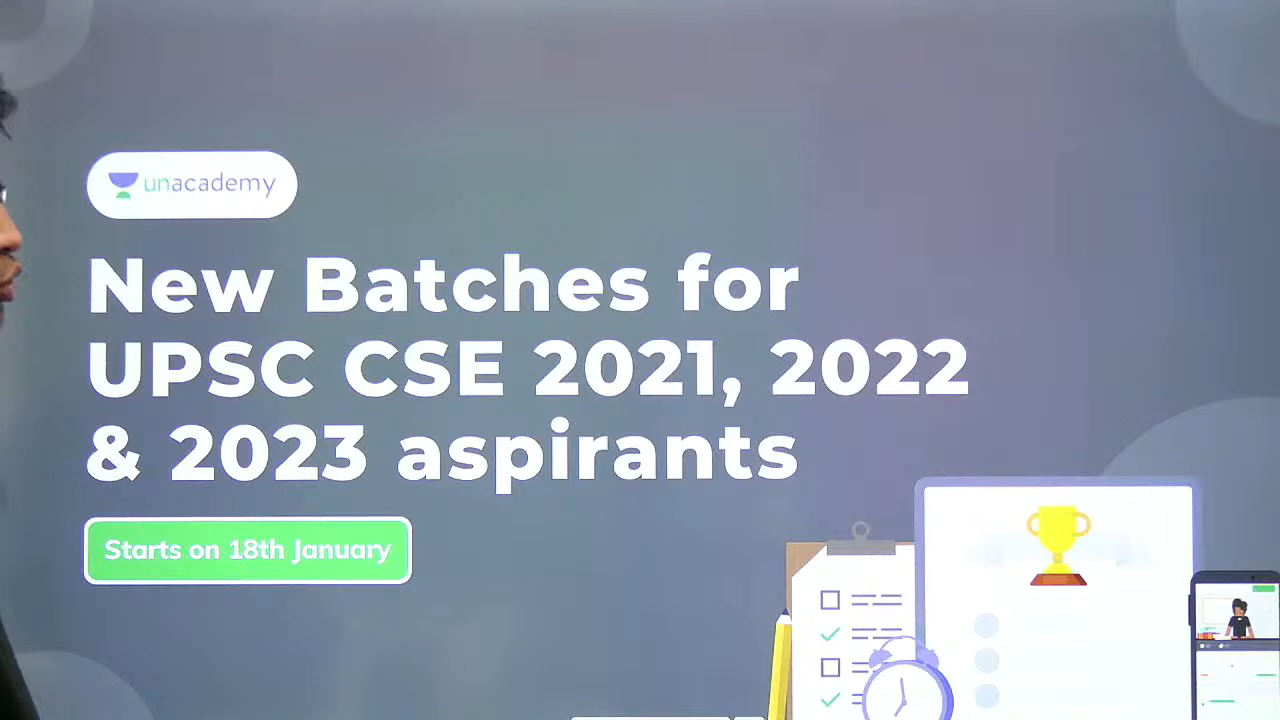 unacademy
New Batches for
UPSC CSE 2021, 2022
& 2023 aspirants
Starts on 18th January